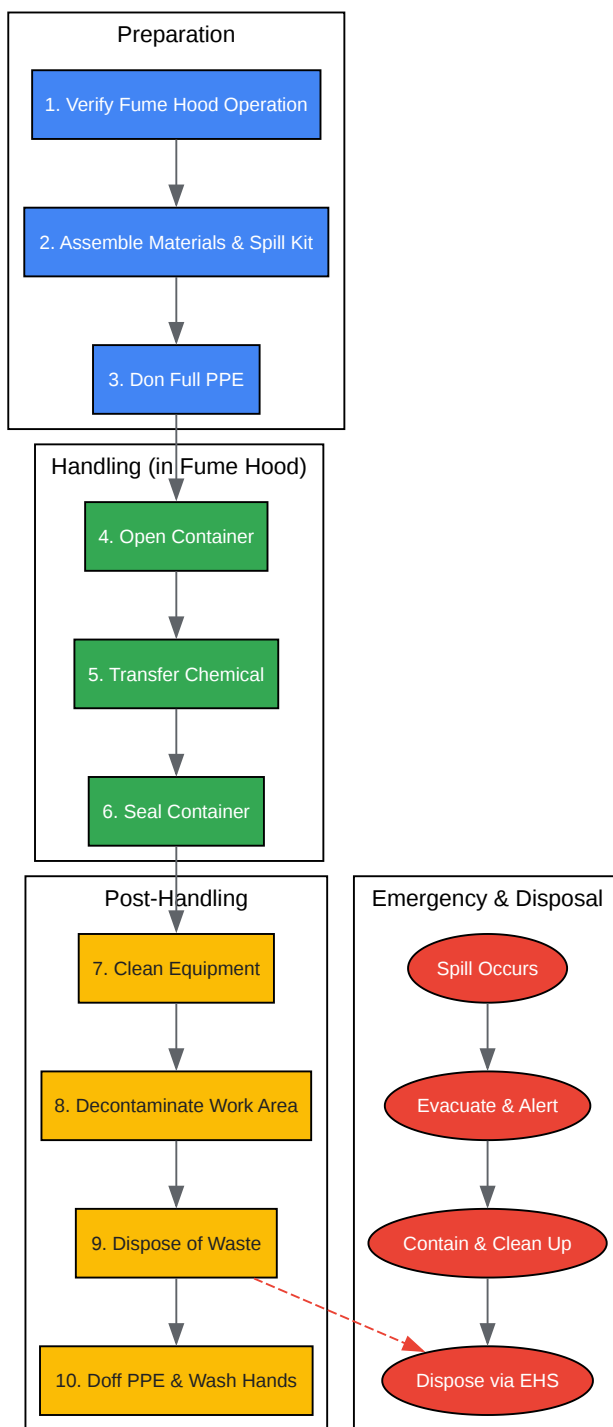 Preparation
1. Verify Fume Hood Operation
2. Assemble Materials & Spill Kit
3. Don Full PPE
Handling (in Fume Hood)
4. Open Container
5. Transfer Chemical
6. Seal Container
Post-Handling
7. Clean Equipment
8. Decontaminate Work Area
9. Dispose of Waste
10. Doff PPE & Wash Hands
Emergency & Disposal
Spill Occurs
Evacuate & Alert
Contain & Clean Up
Dispose via EHS